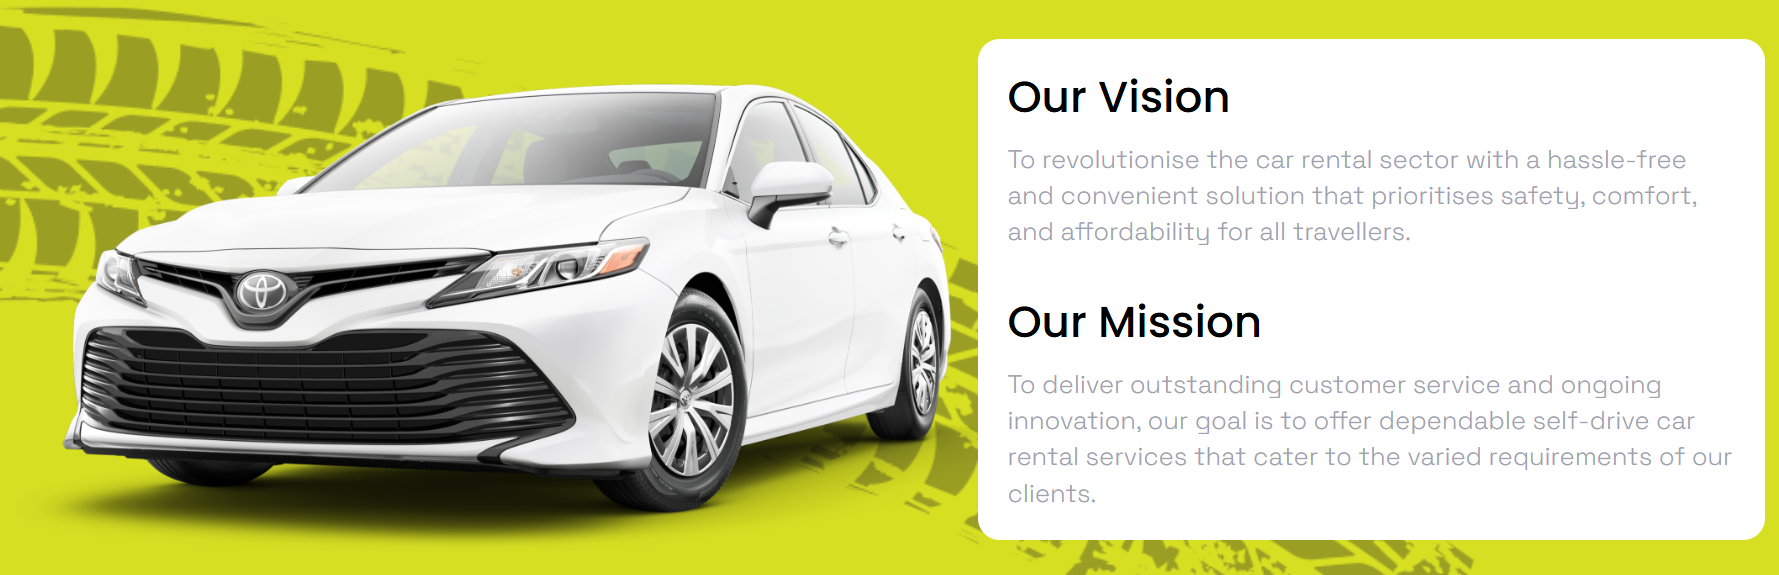 Our Vision
To revolutionise the car rental sector with a hassle-free
and convenient solution that prioritises safety, comfort,
and affordability for all travellers.
Our Mission
To deliver outstanding customer service and ongoing
innovation, our goal is to offer dependable self-drive car
rental services that cater to the varied requirements of our
clients.